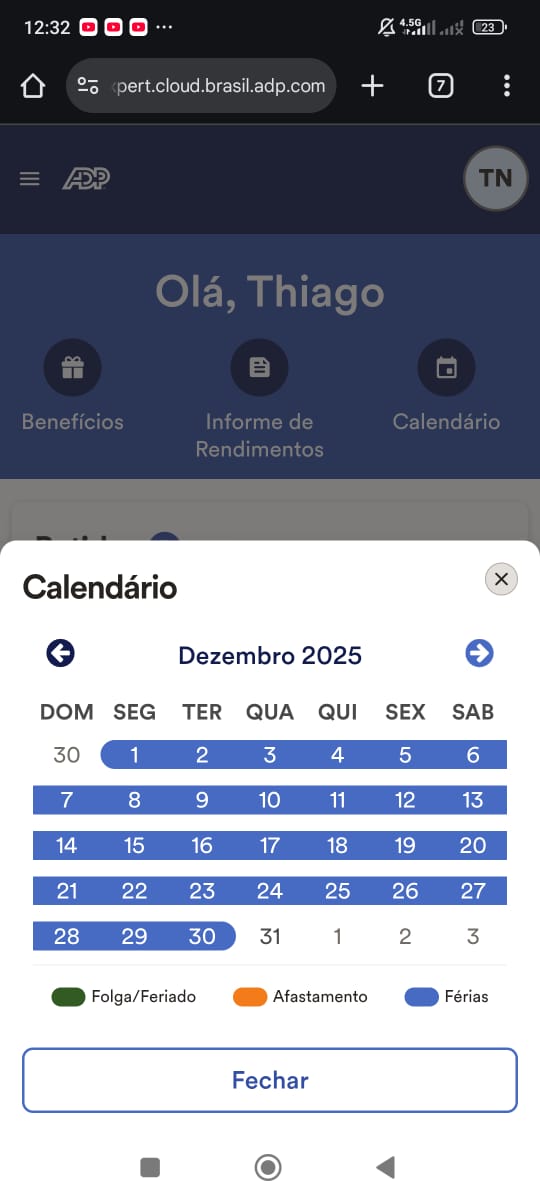 12:32 ... 4.5G 23
pert.cloud.brasil.adp.com 7
ADP TN
Olá, Thiago
Benefícios Informe de Rendimentos Calendário
Calendário
Dezembro 2025
DOM SEG TER QUA QUI SEX SAB
30 1 2 3 4 5 6
7 8 9 10 11 12 13
14 15 16 17 18 19 20
21 22 23 24 25 26 27
28 29 30 31 1 2 3
Folga/Feriado Afastamento Férias
Fechar